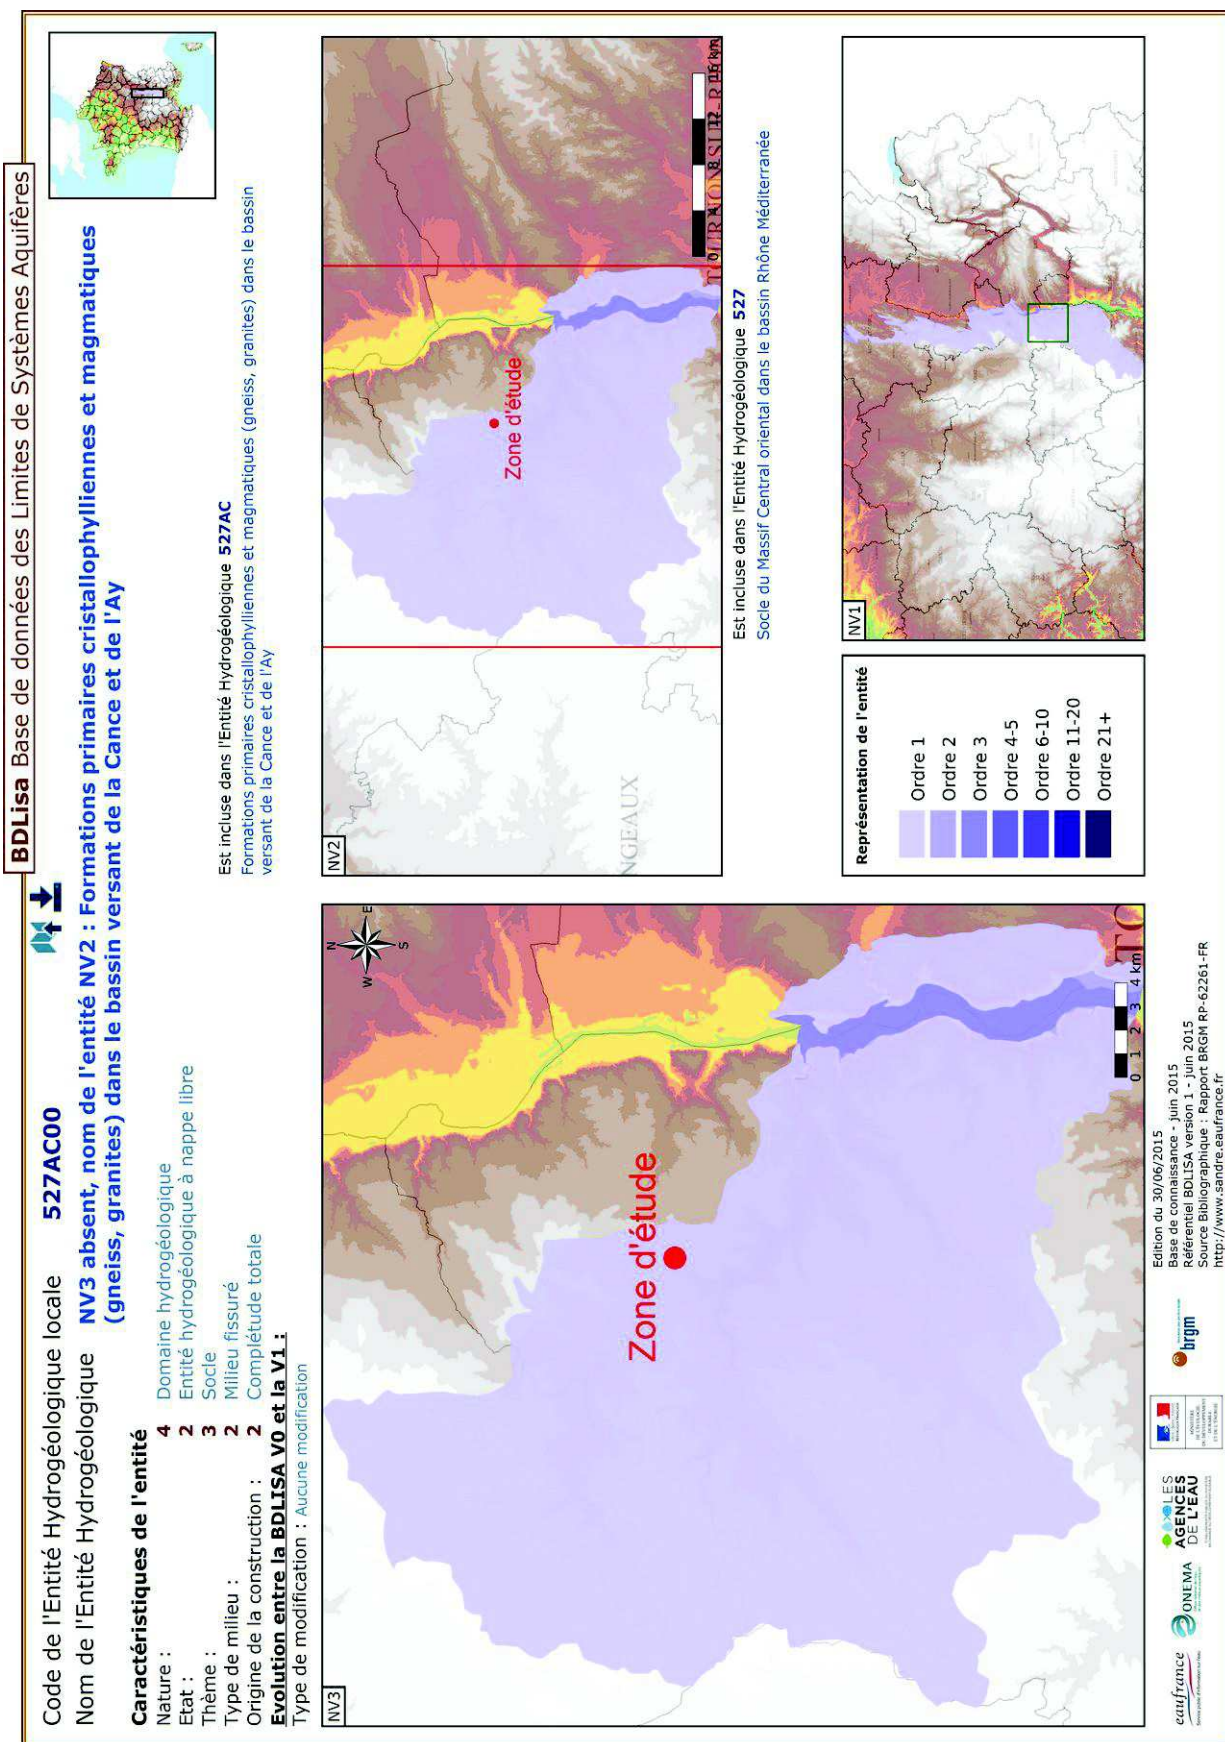 BDLisa Base de données des Limites de Systèmes Aquifères
Code de l'Entité Hydrogéologique locale 527AC00
Nom de l'Entité Hydrogéologique NV3 absent, nom de l'entité NV2 : Formations primaires cristallophylliennes et magmatiques
(gneiss, granites) dans le bassin versant de la Cance et de l'Ay
Caractéristiques de l'entité
Nature : 4 Domaine hydrogéologique
Etat : 2 Entité hydrogéologique à nappe libre
Thème : 3 Socle
Type de milieu : 2 Milieu fissuré
Origine de la construction : 2 Complétude totale
Evolution entre la BDLISA V0 et la V1 :
Type de modification : Aucune modification
Est incluse dans l'Entité Hydrogéologique 527AC
Formations primaires cristallophylliennes et magmatiques (gneiss, granites) dans le bassin
versant de la Cance et de l'Ay
NV3
N
W
E
S
Zone d'étude
0 1 2 3 4 km
TO
NV2
NGEAUX
Zone d'étude
0 4 8 12 16 km
TOURNON-SUR-R
Est incluse dans l'Entité Hydrogéologique 527
Socle du Massif Central oriental dans le bassin Rhône Méditerranée
Représentation de l'entité
Ordre 1
Ordre 2
Ordre 3
Ordre 4-5
Ordre 6-10
Ordre 11-20
Ordre 21+
NV1
eaufrance
ONEMA
LES
AGENCES
DE L'EAU
brgm
Edition du 30/06/2015
Base de connaissance - juin 2015
Référentiel BDLISA version 1 - juin 2015
Source Bibliographique : Rapport BRGM RP-62261-FR
http://www.sandre.eaufrance.fr